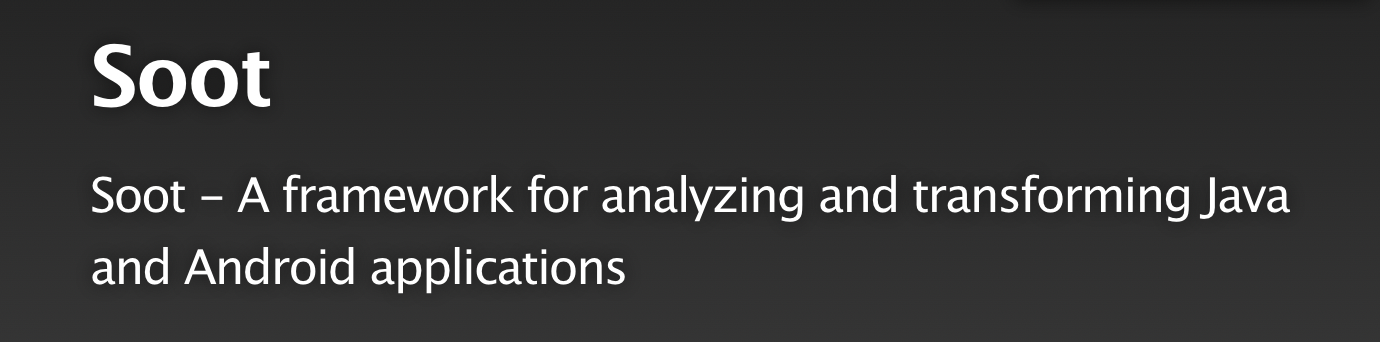 Soot
Soot – A framework for analyzing and transforming Java
and Android applications